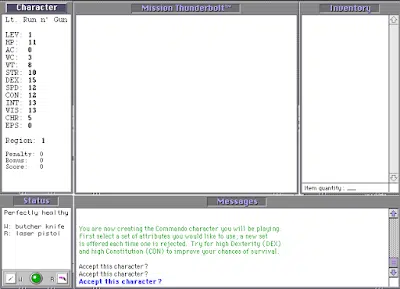 Character
Lt. Run n' Gun
LEV: 1
HP: 11
AC: 0
VC: 3
WT: 8
STR: 10
DEX: 15
SPD: 12
CON: 12
INT: 13
WIS: 13
CHR: 5
EPS: 0
Region: 1
Penalty: 0
Bonus: 0
Score: 0
Mission Thunderbolt™
Inventory
Item quantity: __
Status
Perfectly healthy
W: butcher knife
R: laser pistol
W
R
Messages
You are now creating the Commando character you will be playing.
First select a set of attributes you would like to use, a new set
is offered each time one is rejected. Try for high Dexterity (DEX)
and high Constitution (CON) to improve your chances of survival.
Accept this character?
Accept this character?
Accept this character?